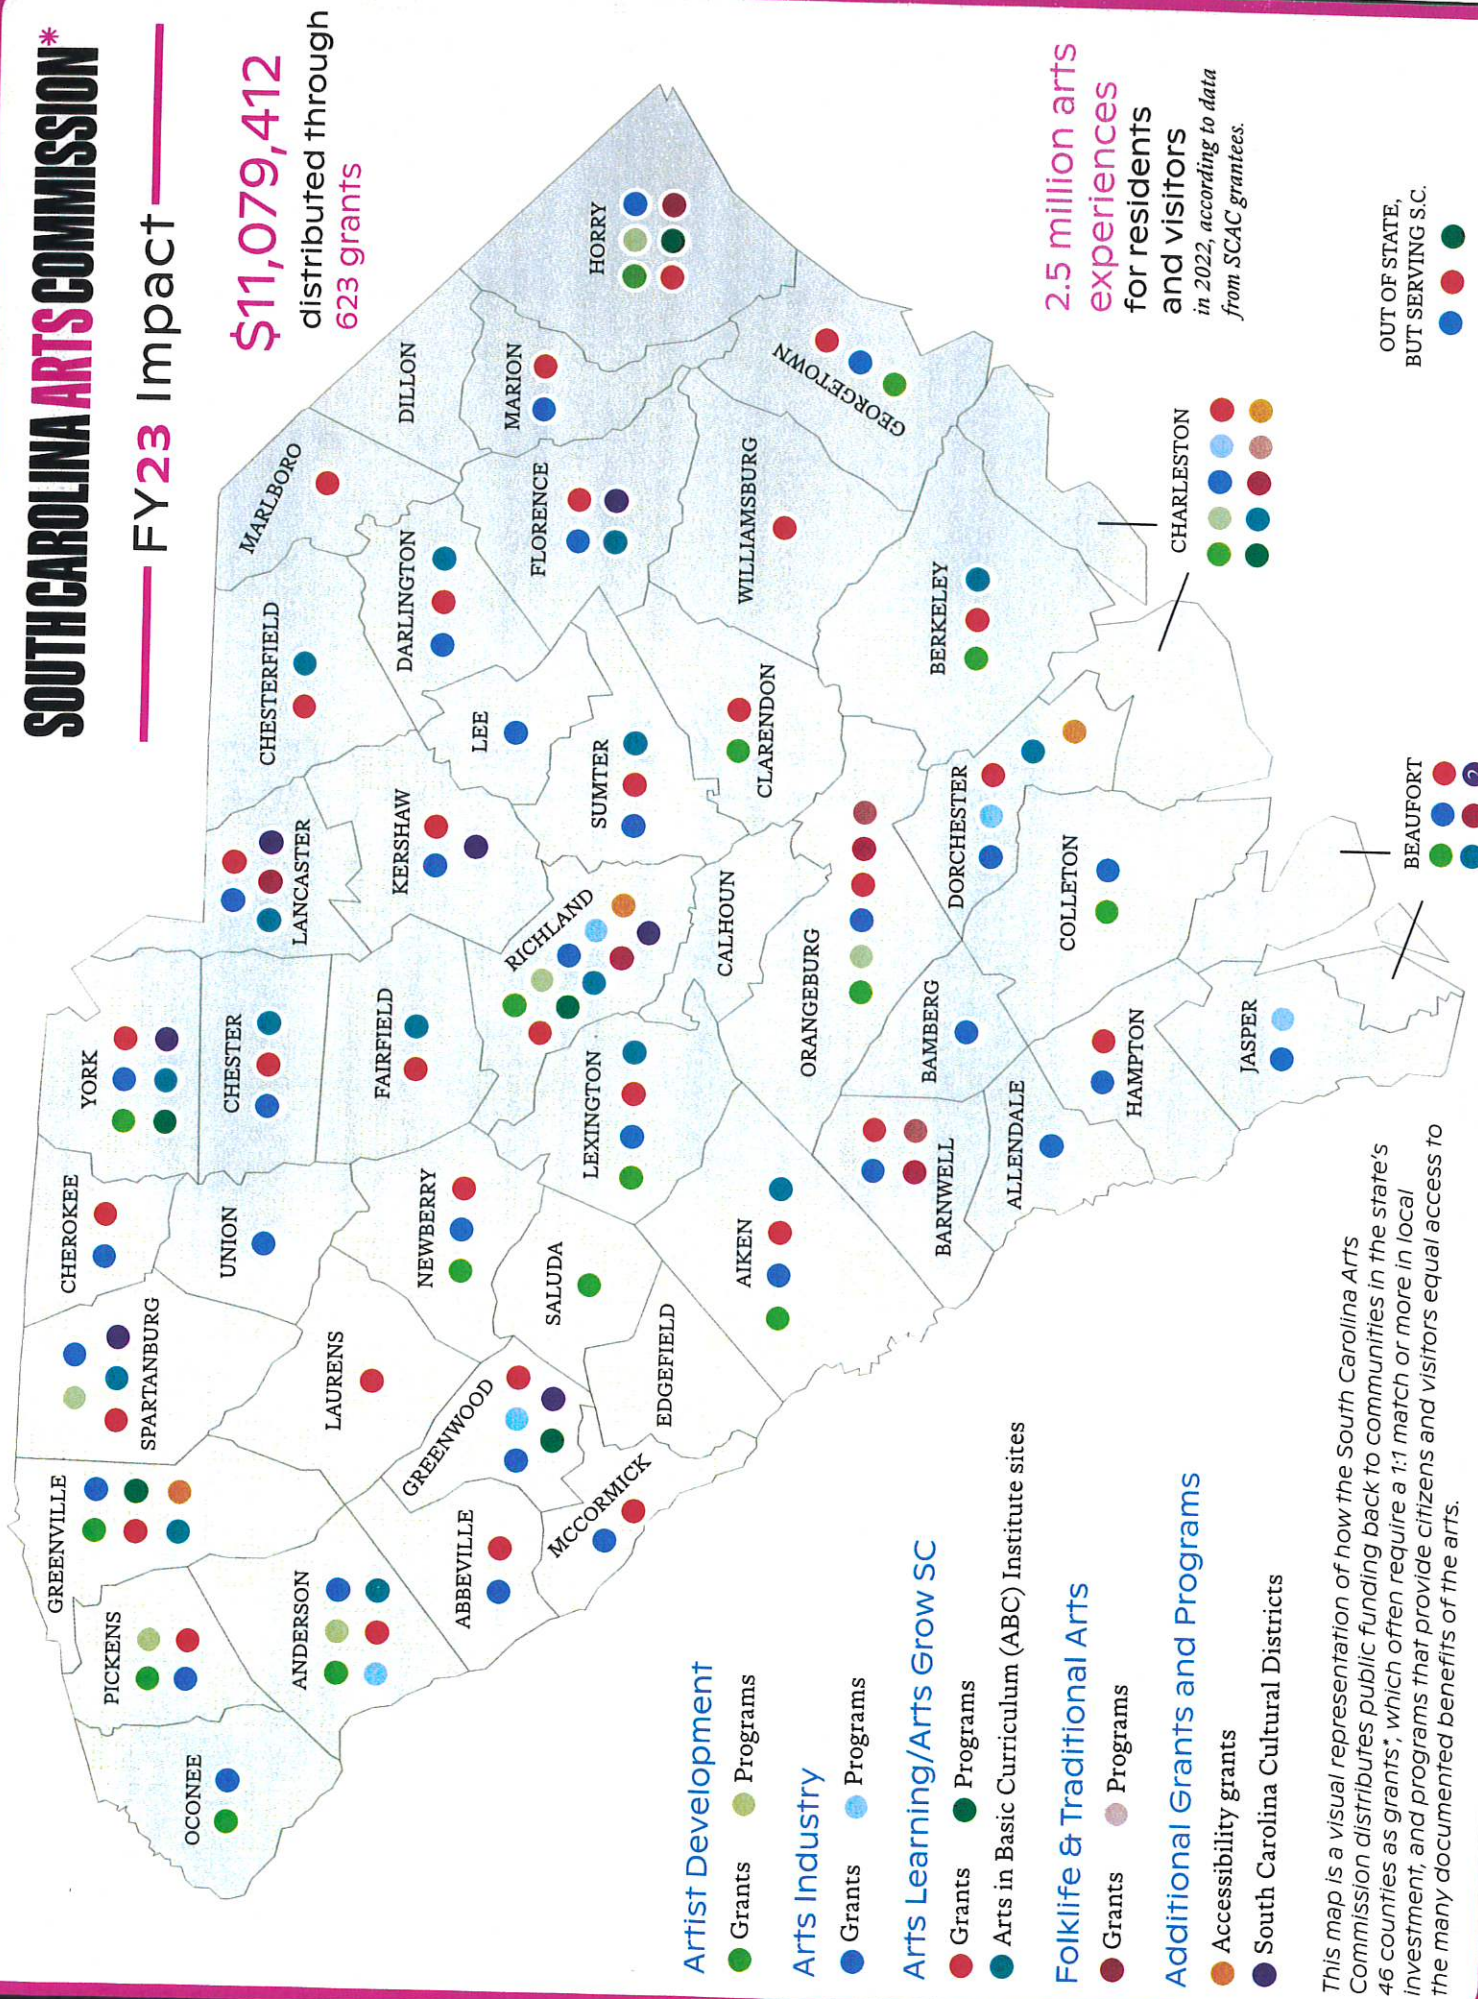 SOUTH CAROLINA ARTS COMMISSION*
FY23 Impact
$11,079,412
distributed through
623 grants
OCONEE
PICKENS
GREENVILLE
ANDERSON
SPARTANBURG
CHEROKEE
YORK
UNION
CHESTER
LANCASTER
CHESTERFIELD
MARLBORO
LAURENS
ABBEVILLE
GREENWOOD
MCCORMICK
NEWBERRY
FAIRFIELD
KERSHAW
DARLINGTON
DILLON
LEE
FLORENCE
MARION
HORRY
SALUDA
EDGEFIELD
LEXINGTON
RICHLAND
SUMTER
CALHOUN
CLARENDON
WILLIAMSBURG
GEORGETOWN
AIKEN
ORANGEBURG
BARNWELL
BAMBERG
ALLENDALE
DORCHESTER
BERKELEY
COLLETON
HAMPTON
JASPER
CHARLESTON
BEAUFORT
2
2.5 million arts
experiences
for residents
and visitors
in 2022, according to data
from SCAC grantees.
OUT OF STATE,
BUT SERVING S.C.
Artist Development
Grants Programs
Arts Industry
Grants Programs
Arts Learning/Arts Grow SC
Grants Programs
Arts in Basic Curriculum (ABC) Institute sites
Folklife & Traditional Arts
Grants Programs
Additional Grants and Programs
Accessibility grants
South Carolina Cultural Districts
This map is a visual representation of how the South Carolina Arts
Commission distributes public funding back to communities in the state's
46 counties as grants*, which often require a 1:1 match or more in local
investment, and programs that provide citizens and visitors equal access to
the many documented benefits of the arts.